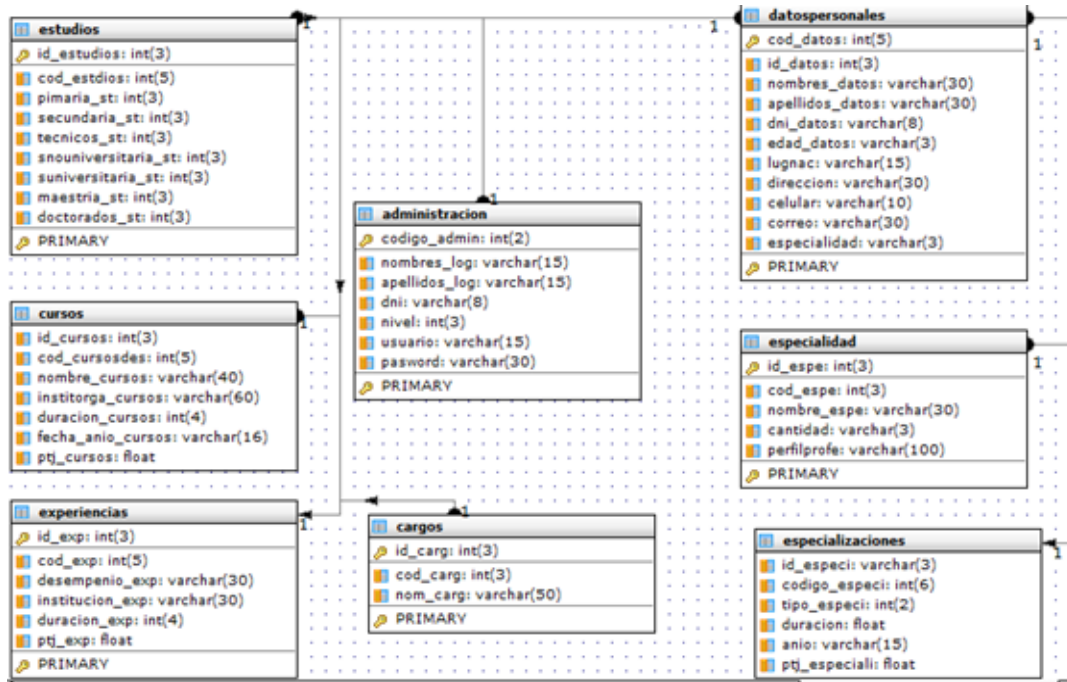 estudios
id_estudios: int(3)
cod_estdios: int(5)
pimaria_st: int(3)
secundaria_st: int(3)
tecnicos_st: int(3)
snouniversitaria_st: int(3)
suniversitaria_st: int(3)
maestria_st: int(3)
doctorados_st: int(3)
PRIMARY
1
cursos
id_cursos: int(3)
cod_cursosdes: int(5)
nombre_cursos: varchar(40)
institorga_cursos: varchar(60)
duracion_cursos: int(4)
fecha_anio_cursos: varchar(16)
ptj_cursos: float
1
experiencias
id_exp: int(3)
cod_exp: int(5)
desempenio_exp: varchar(30)
institucion_exp: varchar(30)
duracion_exp: int(4)
ptj_exp: float
PRIMARY
1
administracion
codigo_admin: int(2)
nombres_log: varchar(15)
apellidos_log: varchar(15)
dni: varchar(8)
nivel: int(3)
usuario: varchar(15)
pasword: varchar(30)
PRIMARY
1
cargos
id_carg: int(3)
cod_carg: int(3)
nom_carg: varchar(50)
PRIMARY
1
datospersonales
cod_datos: int(5)
id_datos: int(3)
nombres_datos: varchar(30)
apellidos_datos: varchar(30)
dni_datos: varchar(8)
edad_datos: varchar(3)
lugnac: varchar(15)
direccion: varchar(30)
celular: varchar(10)
correo: varchar(30)
especialidad: varchar(3)
PRIMARY
1
1
especialidad
id_espe: int(3)
cod_espe: int(3)
nombre_espe: varchar(30)
cantidad: varchar(3)
perfilprofe: varchar(100)
PRIMARY
1
especializaciones
id_especi: varchar(3)
codigo_especi: int(6)
tipo_especi: int(2)
duracion: float
anio: varchar(15)
ptj_especiali: float
1